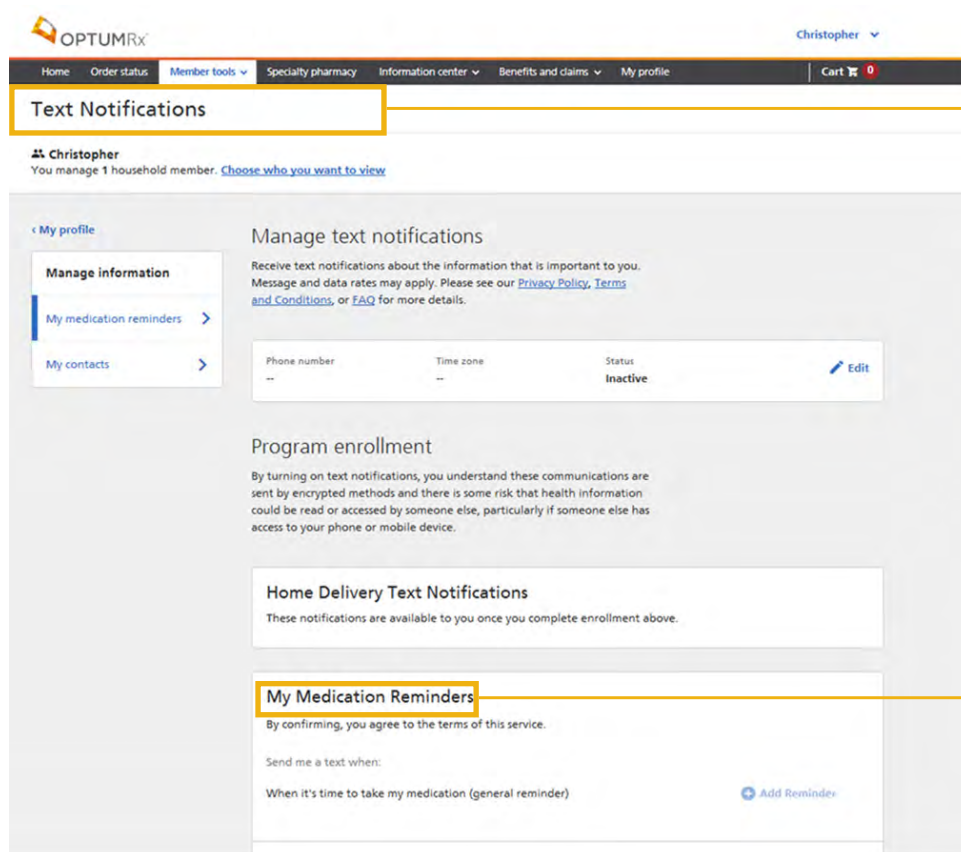 OPTUMRx
Christopher
Home Order status Member tools Specialty pharmacy Information center Benefits and claims My profile Cart 0
Text Notifications
Christopher
You manage 1 household member. Choose who you want to view
‹ My profile
Manage information
My medication reminders
My contacts
Manage text notifications
Receive text notifications about the information that is important to you.
Message and data rates may apply. Please see our Privacy Policy, Terms
and Conditions, or FAQ for more details.
Phone number Time zone Status
-- -- Inactive
Edit
Program enrollment
By turning on text notifications, you understand these communications are
sent by encrypted methods and there is some risk that health information
could be read or accessed by someone else, particularly if someone else has
access to your phone or mobile device.
Home Delivery Text Notifications
These notifications are available to you once you complete enrollment above.
My Medication Reminders
By confirming, you agree to the terms of this service.
Send me a text when:
When it's time to take my medication (general reminder) Add Reminder